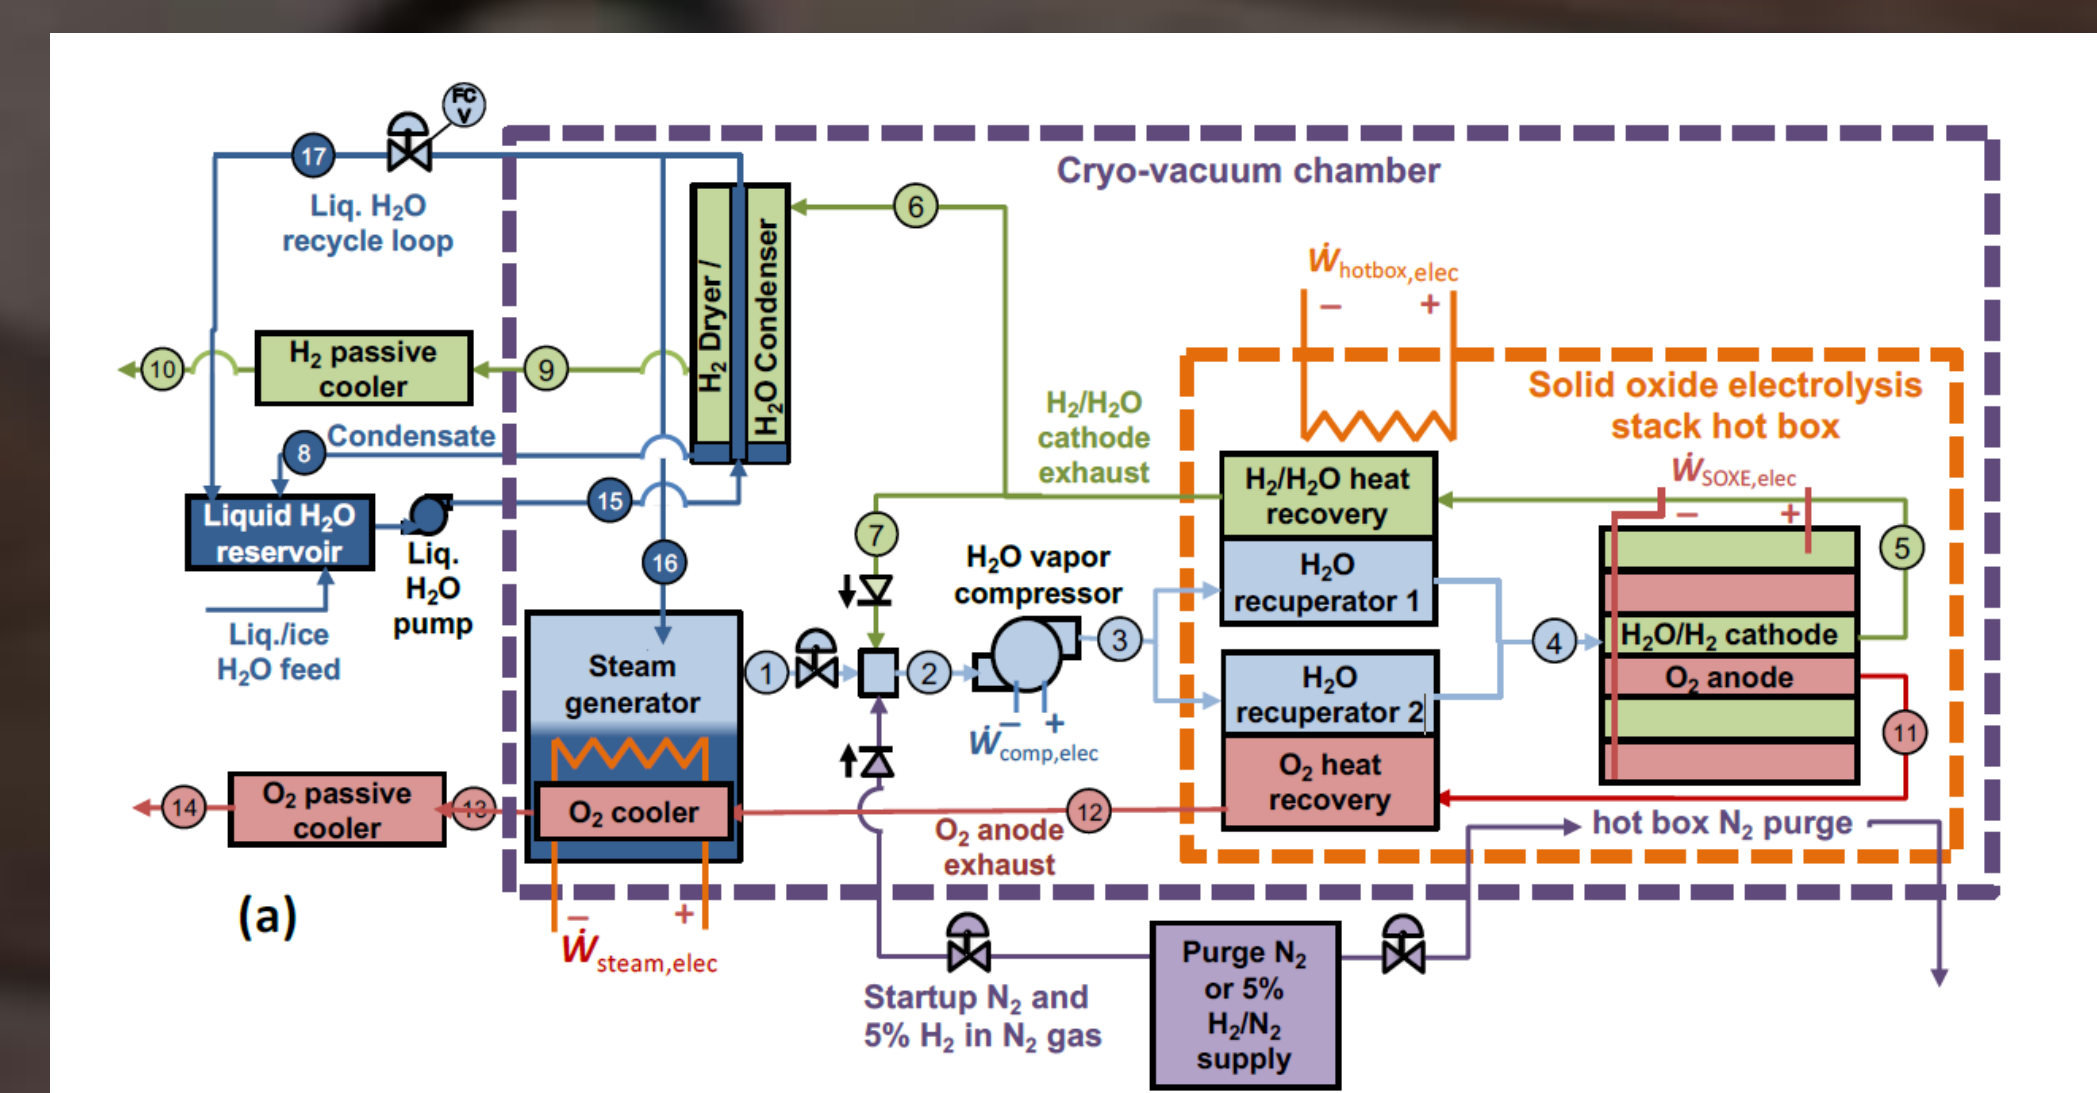 FC
V
17
Liq. H₂O
recycle loop
Cryo-vacuum chamber
6
H₂ Dryer /
H₂O Condenser
Ẇhotbox,elec
– +
10
H₂ passive
cooler
9
Solid oxide electrolysis
stack hot box
H₂/H₂O
cathode
exhaust
8
Condensate
Liquid H₂O
reservoir
Liq.
H₂O
pump
15
Liq./ice
H₂O feed
16
7
H₂O vapor
compressor
H₂/H₂O heat
recovery
H₂O
recuperator 1
ẆSOXE,elec
– +
5
H₂O/H₂ cathode
O₂ anode
Steam
generator
1
2
3
4
– +
Ẇcomp,elec
H₂O
recuperator 2
O₂ heat
recovery
11
14
O₂ passive
cooler
13
O₂ cooler
12
O₂ anode
exhaust
hot box N₂ purge
(a)
– +
Ẇsteam,elec
Startup N₂ and
5% H₂ in N₂ gas
Purge N₂
or 5%
H₂/N₂
supply